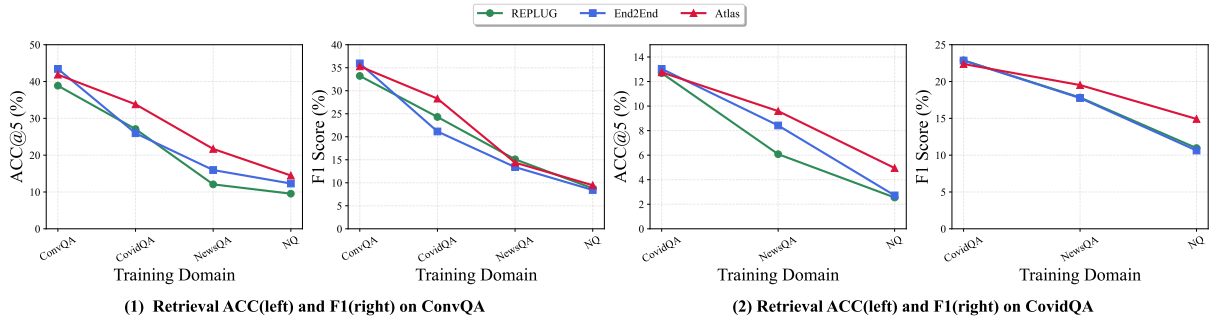 REPLUG End2End Atlas
ACC@5 (%)
50
40
30
20
10
0
ConvQA CovidQA NewsQA NQ
Training Domain
F1 Score (%)
40
35
30
25
20
15
10
5
0
ConvQA CovidQA NewsQA NQ
Training Domain
(1) Retrieval ACC(left) and F1(right) on ConvQA
ACC@5 (%)
14
12
10
8
6
4
2
0
CovidQA NewsQA NQ
Training Domain
F1 Score (%)
25
20
15
10
5
0
CovidQA NewsQA NQ
Training Domain
(2) Retrieval ACC(left) and F1(right) on CovidQA